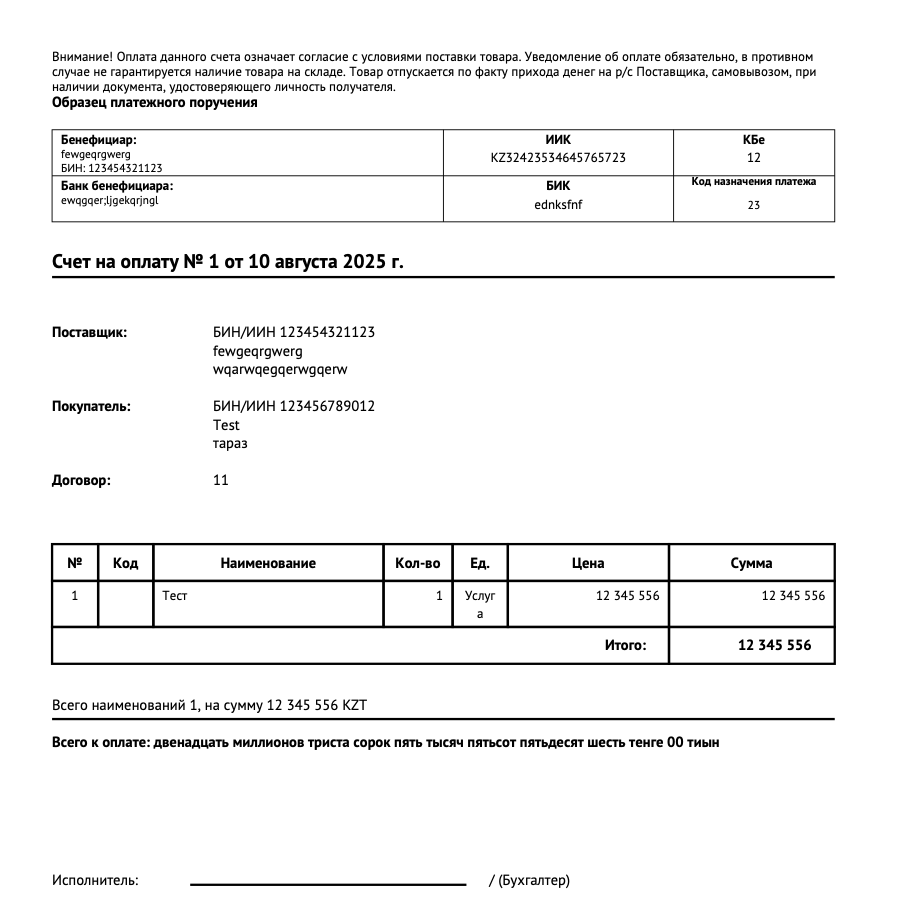 Внимание! Оплата данного счета означает согласие с условиями поставки товара. Уведомление об оплате обязательно, в противном
случае не гарантируется наличие товара на складе. Товар отпускается по факту прихода денег на р/с Поставщика, самовывозом, при
наличии документа, удостоверяющего личность получателя.
Образец платежного поручения
Бенефициар: ИИК КБе
fewgeqrgwerg KZ32423534645765723 12
БИН: 123454321123
Банк бенефициара: БИК Код назначения платежа
ewqgqer;ljgekqrjngl ednksfnf 23
Счет на оплату № 1 от 10 августа 2025 г.
Поставщик: БИН/ИИН 123454321123
fewgeqrgwerg
wqarwqegqerwgqerw
Покупатель: БИН/ИИН 123456789012
Test
тараз
Договор: 11
№ Код Наименование Кол-во Ед. Цена Сумма
1 Тест 1 Услуг 12 345 556 12 345 556
а
Итого: 12 345 556
Всего наименований 1, на сумму 12 345 556 KZT
Всего к оплате: двенадцать миллионов триста сорок пять тысяч пятьсот пятьдесят шесть тенге 00 тиын
Исполнитель: / (Бухгалтер)